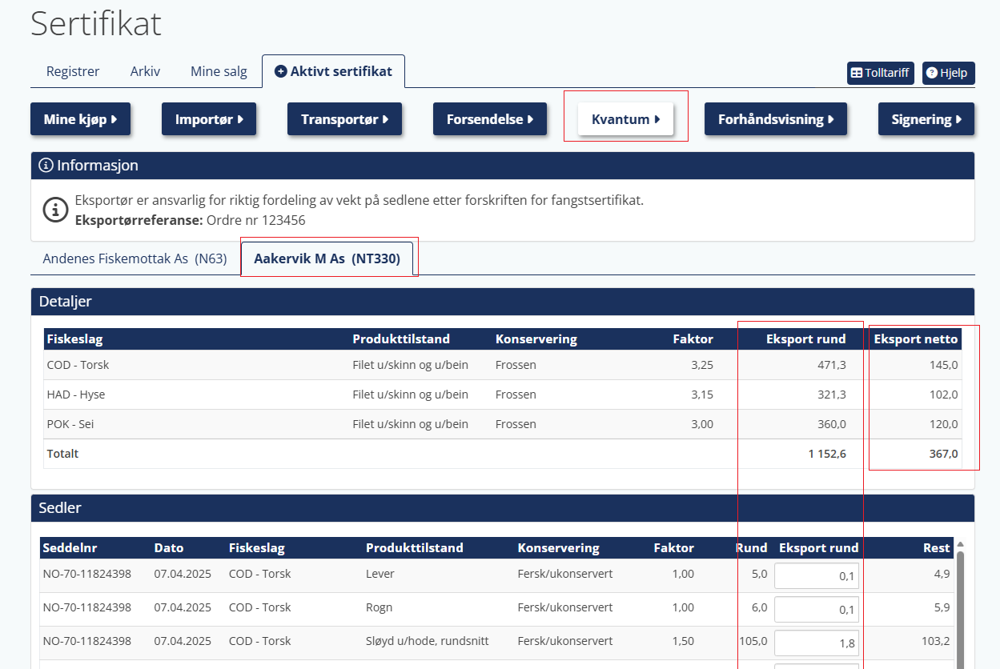 Sertifikat
Registrer Arkiv Mine salg Aktivt sertifikat Tolltariff Hjelp
Mine kjøp Importør Transportør Forsendelse Kvantum Forhåndsvisning Signering
Informasjon
Eksportør er ansvarlig for riktig fordeling av vekt på sedlene etter forskriften for fangstsertifikat.
Eksportørreferanse: Ordre nr 123456
Andenes Fiskemottak As (N63) Aakervik M As (NT330)
Detaljer
Fiskeslag Produkttilstand Konservering Faktor Eksport rund Eksport netto
COD - Torsk Filet u/skinn og u/bein Frossen 3,25 471,3 145,0
HAD - Hyse Filet u/skinn og u/bein Frossen 3,15 321,3 102,0
POK - Sei Filet u/skinn og u/bein Frossen 3,00 360,0 120,0
Totalt 1 152,6 367,0
Sedler
Seddelnr Dato Fiskeslag Produkttilstand Konservering Faktor Rund Eksport rund Rest
NO-70-11824398 07.04.2025 COD - Torsk Lever Fersk/ukonservert 1,00 5,0 0,1 4,9
NO-70-11824398 07.04.2025 COD - Torsk Rogn Fersk/ukonservert 1,00 6,0 0,1 5,9
NO-70-11824398 07.04.2025 COD - Torsk Sløyd u/hode, rundsnitt Fersk/ukonservert 1,50 105,0 1,8 103,2